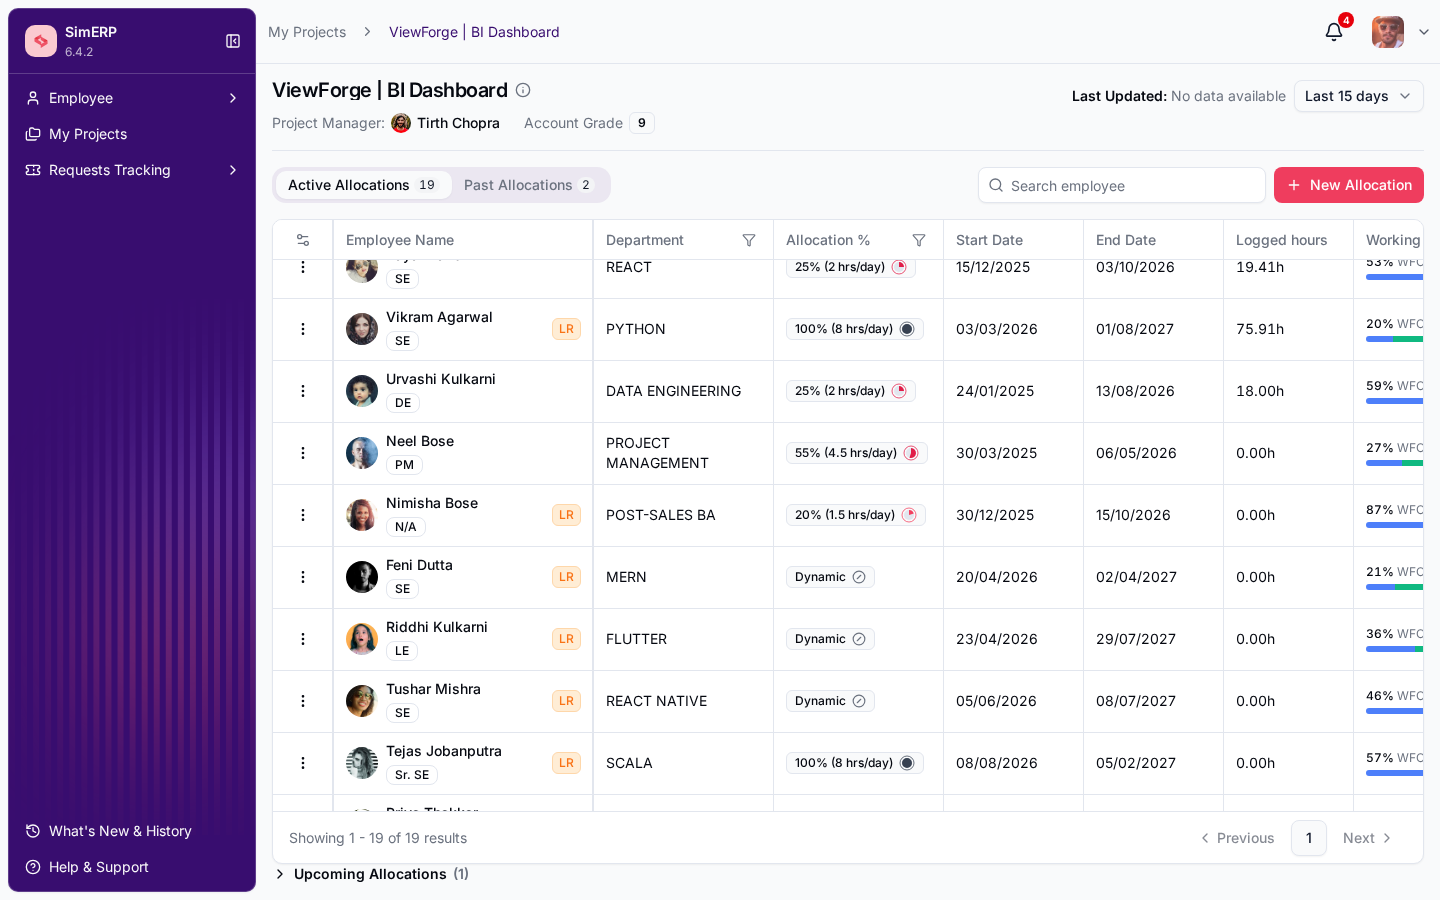 SimERP
6.4.2
Employee
My Projects
Requests Tracking
What's New & History
Help & Support
My Projects
ViewForge | BI Dashboard
4
ViewForge | BI Dashboard
Project Manager: Tirth Chopra
Account Grade 9
Last Updated: No data available
Last 15 days
Active Allocations 19
Past Allocations 2
Search employee
New Allocation
Employee Name
Department
Allocation %
Start Date
End Date
Logged hours
Working
SE
REACT
25% (2 hrs/day)
15/12/2025
03/10/2026
19.41h
53% WFO
Vikram Agarwal
SE
LR
PYTHON
100% (8 hrs/day)
03/03/2026
01/08/2027
75.91h
20% WFO
Urvashi Kulkarni
DE
DATA ENGINEERING
25% (2 hrs/day)
24/01/2025
13/08/2026
18.00h
59% WFO
Neel Bose
PM
PROJECT
MANAGEMENT
55% (4.5 hrs/day)
30/03/2025
06/05/2026
0.00h
27% WFO
Nimisha Bose
N/A
LR
POST-SALES BA
20% (1.5 hrs/day)
30/12/2025
15/10/2026
0.00h
87% WFO
Feni Dutta
SE
LR
MERN
Dynamic
20/04/2026
02/04/2027
0.00h
21% WFO
Riddhi Kulkarni
LE
LR
FLUTTER
Dynamic
23/04/2026
29/07/2027
0.00h
36% WFO
Tushar Mishra
SE
LR
REACT NATIVE
Dynamic
05/06/2026
08/07/2027
0.00h
46% WFO
Tejas Jobanputra
Sr. SE
LR
SCALA
100% (8 hrs/day)
08/08/2026
05/02/2027
0.00h
57% WFO
Priya Thakkar
Showing 1 - 19 of 19 results
Previous
1
Next
Upcoming Allocations (1)